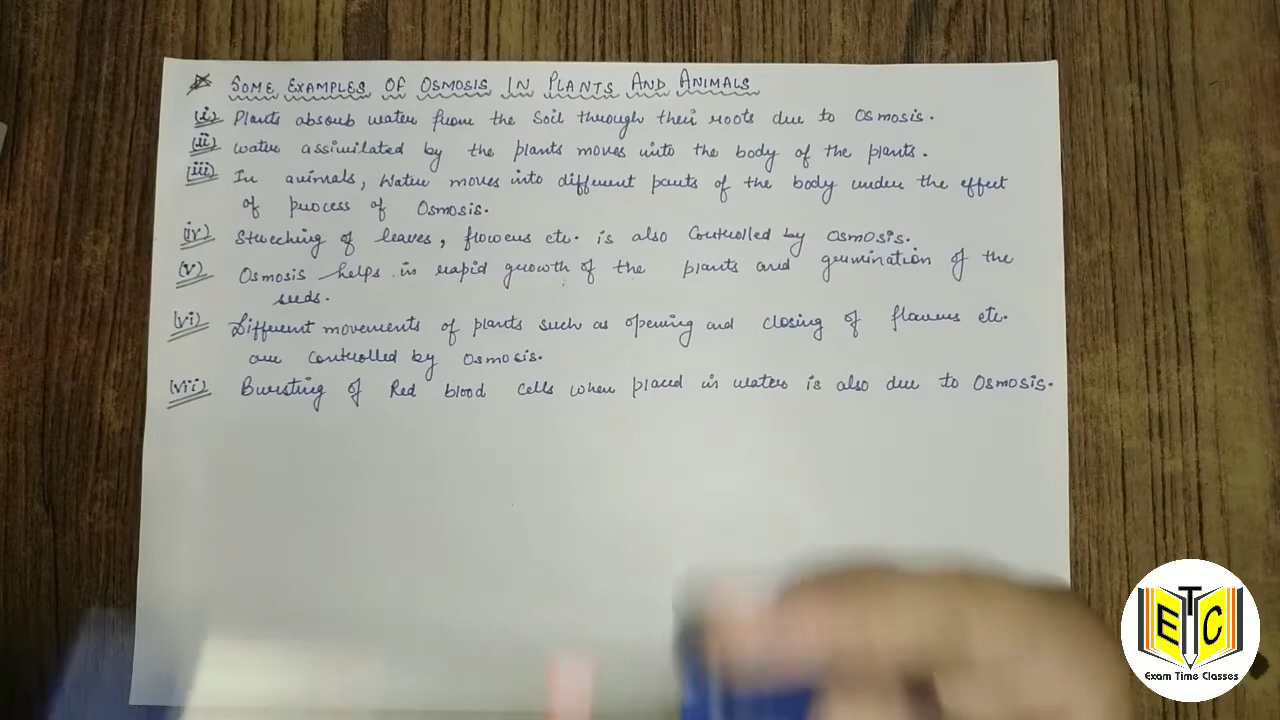 SOME EXAMPLES OF OSMOSIS IN PLANTS AND ANIMALS
(i) Plants absorb water from the Soil through their roots due to Osmosis.
(ii) water assimilated by the plants moves into the body of the plants.
(iii) In animals, Water moves into different parts of the body under the effect
of process of Osmosis.
(iv) Streching of leaves, flowers etc. is also Controlled by Osmosis.
(v) Osmosis helps in rapid growth of the plants and germination of the
seeds.
(vi) Different movements of plants such as opening and closing of flowers etc.
are controlled by Osmosis.
(vii) Bursting of Red blood cells when placed in water is also due to Osmosis.
ETC
Exam Time Classes